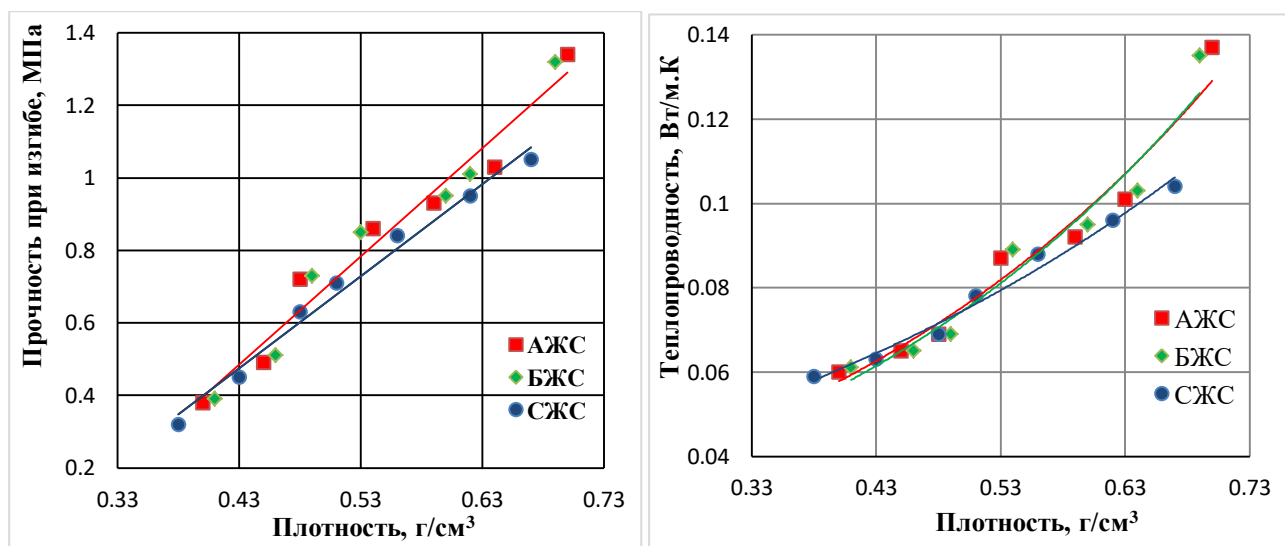 Прочность при изгибе, МПа
1.4
1.2
1
0.8
0.6
0.4
0.2
АЖС
БЖС
СЖС
0.33 0.43 0.53 0.63 0.73
Плотность, г/см³
Теплопроводность, Вт/м.К
0.14
0.12
0.1
0.08
0.06
0.04
АЖС
БЖС
СЖС
0.33 0.43 0.53 0.63 0.73
Плотность, г/см³